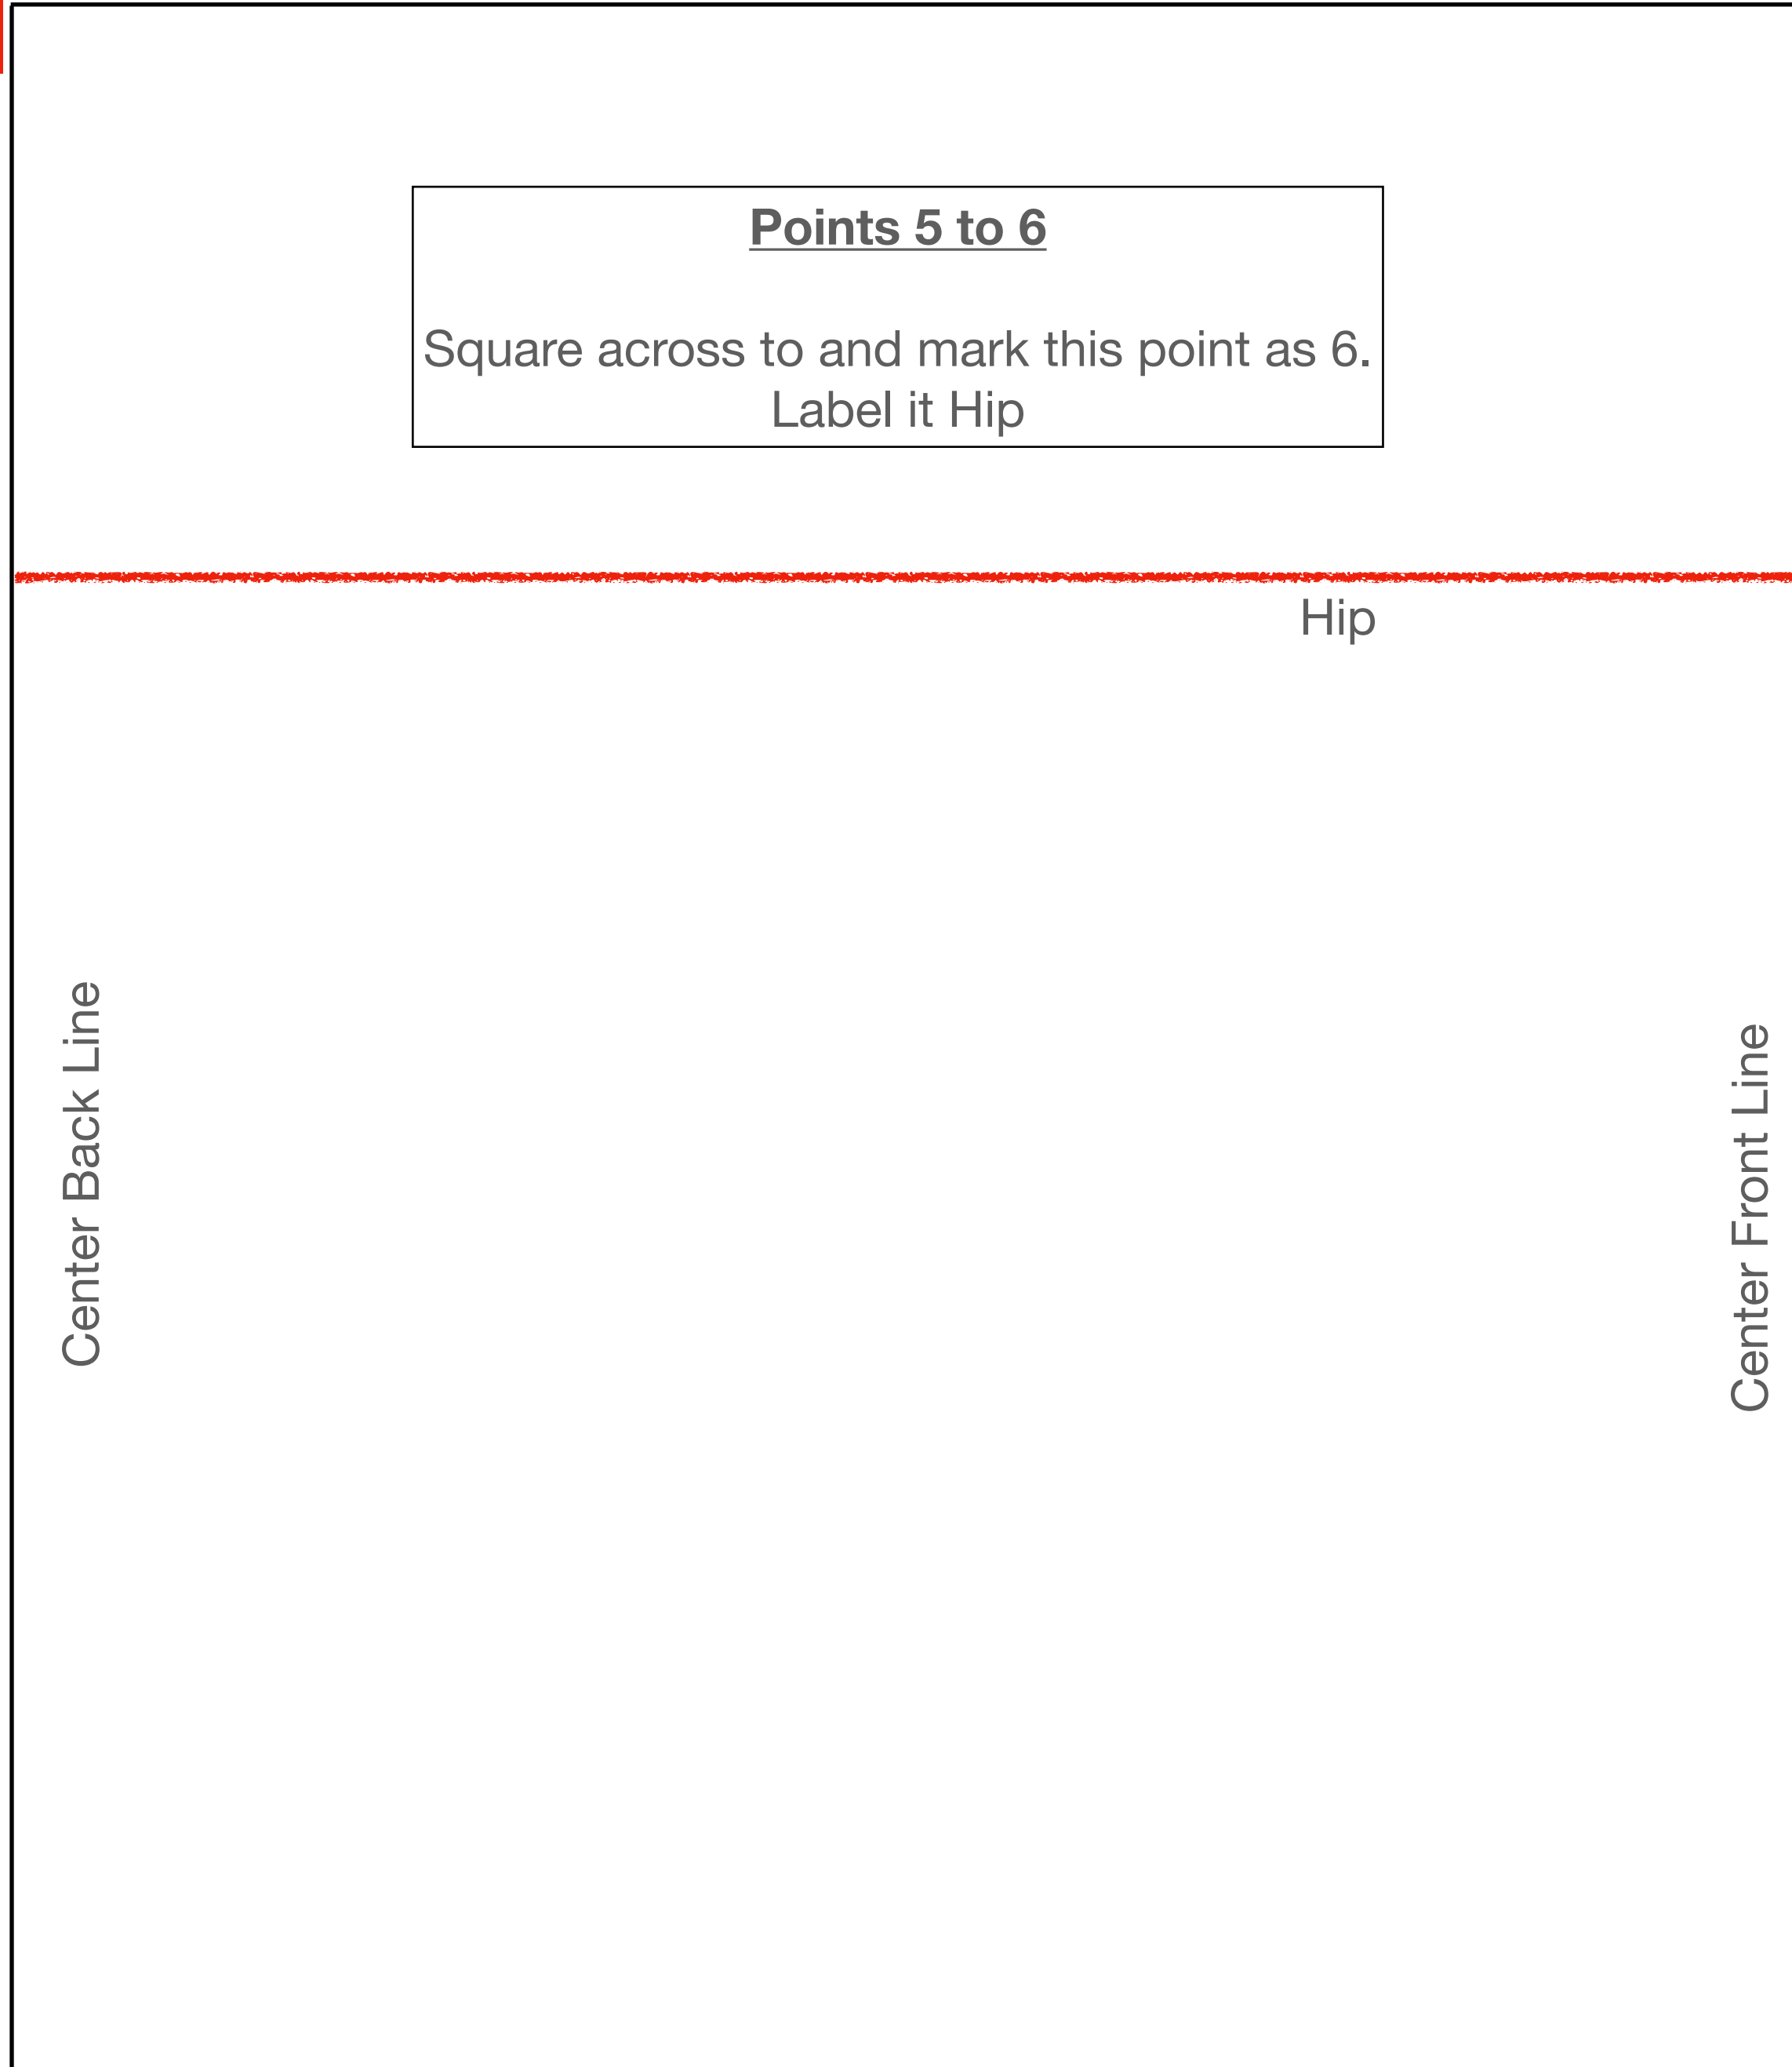 Points 5 to 6
Square across to and mark this point as 6.
Label it Hip
Hip
Center Back Line
Center Front Line